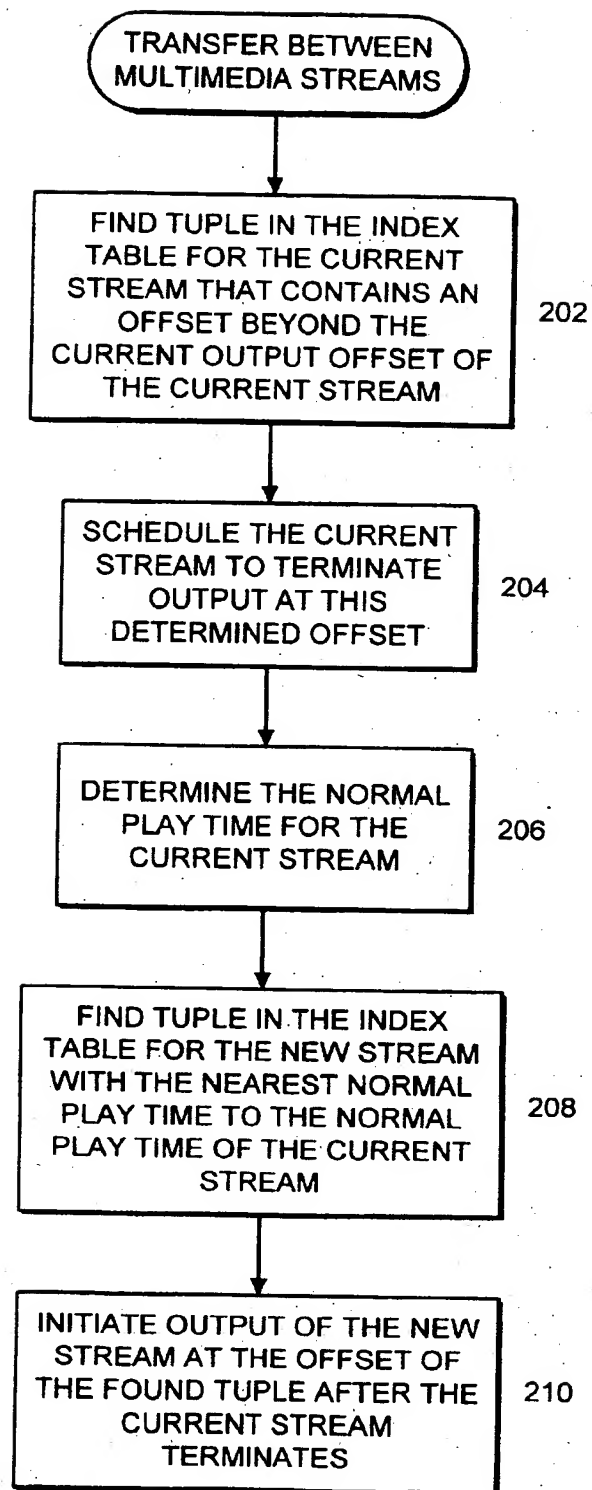 TRANSFER BETWEEN
MULTIMEDIA STREAMS
FIND TUPLE IN THE INDEX
TABLE FOR THE CURRENT
STREAM THAT CONTAINS AN
OFFSET BEYOND THE
CURRENT OUTPUT OFFSET OF
THE CURRENT STREAM
202
SCHEDULE THE CURRENT
STREAM TO TERMINATE
OUTPUT AT THIS
DETERMINED OFFSET
204
DETERMINE THE NORMAL
PLAY TIME FOR THE
CURRENT STREAM
206
FIND TUPLE IN THE INDEX
TABLE FOR THE NEW STREAM
WITH THE NEAREST NORMAL
PLAY TIME TO THE NORMAL
PLAY TIME OF THE CURRENT
STREAM
208
INITIATE OUTPUT OF THE NEW
STREAM AT THE OFFSET OF
THE FOUND TUPLE AFTER THE
CURRENT STREAM
TERMINATES
210